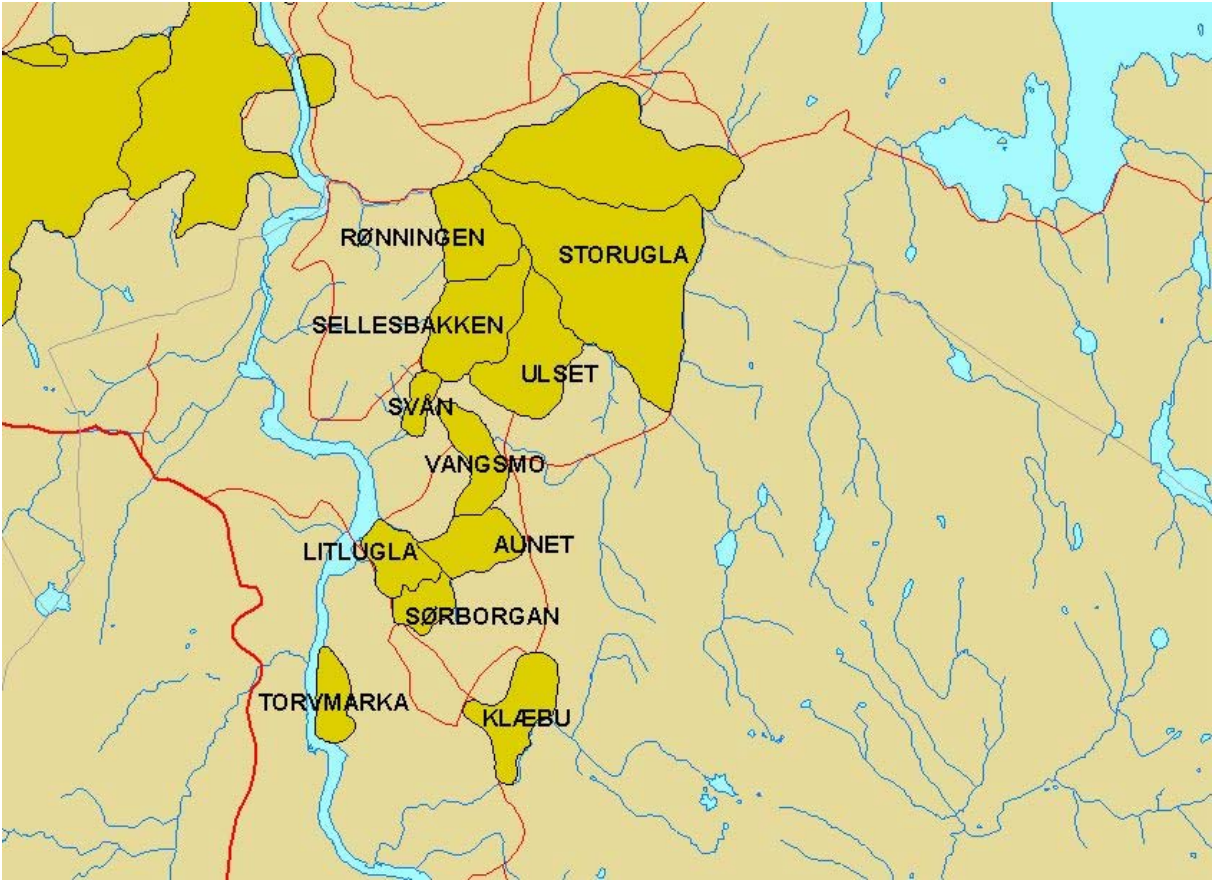 RØNNINGEN
STORUGLA
SELLESBAKKEN
ULSET
SVÅN
VANGSMO
LITLUGLA
AUNET
SØRBORGAN
TORVMARKA
KLÆBU